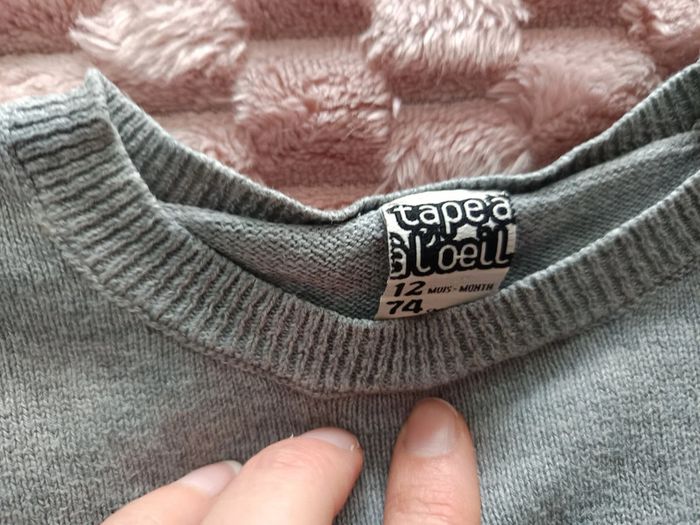 tape à
à l'oeil
12 MOIS - MONTH
74